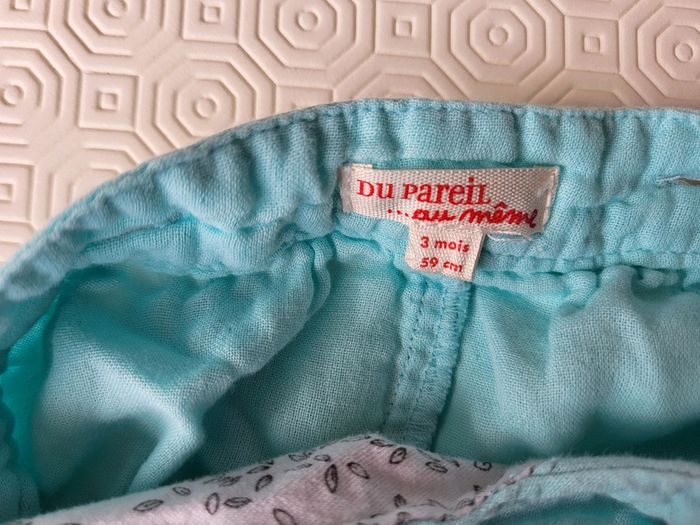 DU PAREIL
...au même
3 mois
59 cm